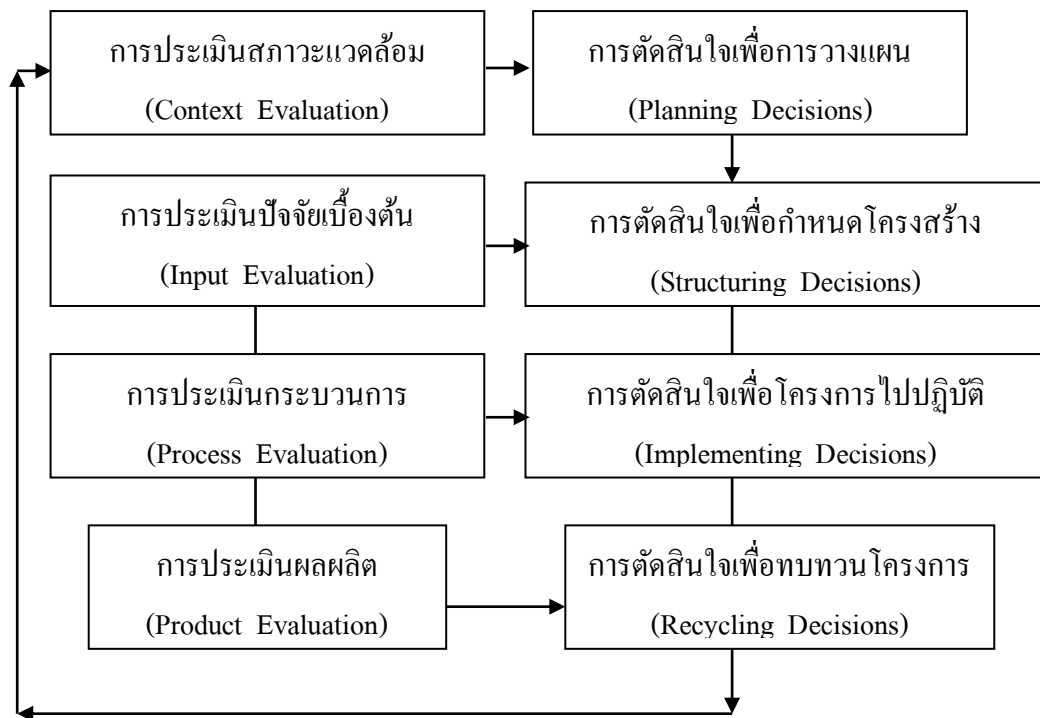 การประเมินสภาวะแวดล้อม
(Context Evaluation)
การตัดสินใจเพื่อการวางแผน
(Planning Decisions)
การประเมินปัจจัยเบื้องต้น
(Input Evaluation)
การตัดสินใจเพื่อกำหนดโครงสร้าง
(Structuring Decisions)
การประเมินกระบวนการ
(Process Evaluation)
การตัดสินใจเพื่อโครงการไปปฏิบัติ
(Implementing Decisions)
การประเมินผลผลิต
(Product Evaluation)
การตัดสินใจเพื่อทบทวนโครงการ
(Recycling Decisions)